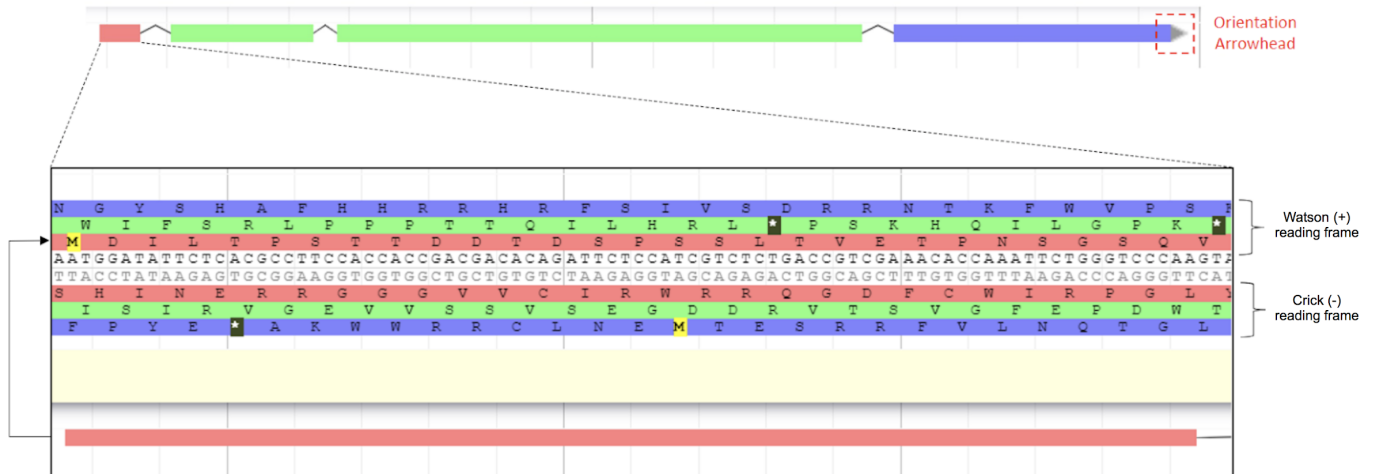 Orientation
Arrowhead
N G Y S H A F H H R R H R F S I V S D R R N T K F W V P S
W I F S R L P P P T T Q I L H R L * P S K H Q I L G P K *
M D I L T P S T T D D T D S P S S L T V E T P N S G S Q V
AATGGATATTCTCACGCCTTCCACCACCGACGACACAGATTCTCCATCGTCTCTGACCGTCGAAACACCAAATTCTGGGTCCCAAGTA
TTACCTATAAGAGTGCGGAAGGTGGTGGCTGCTGTGTCTAAGAGGTAGCAGAGACTGGCAGCTTTGTGGTTTAAGACCCAGGGTTCAT
S H I N E R R G G G V V C I R W R R Q G D F C W I R P G L Y
I S I R V G E V V S S V S E G D D R V T S V G F E P D W T
F P Y E * A K W W R R C L N E M T E S R R F V L N Q T G L
Watson (+)
reading frame
Crick (-)
reading frame